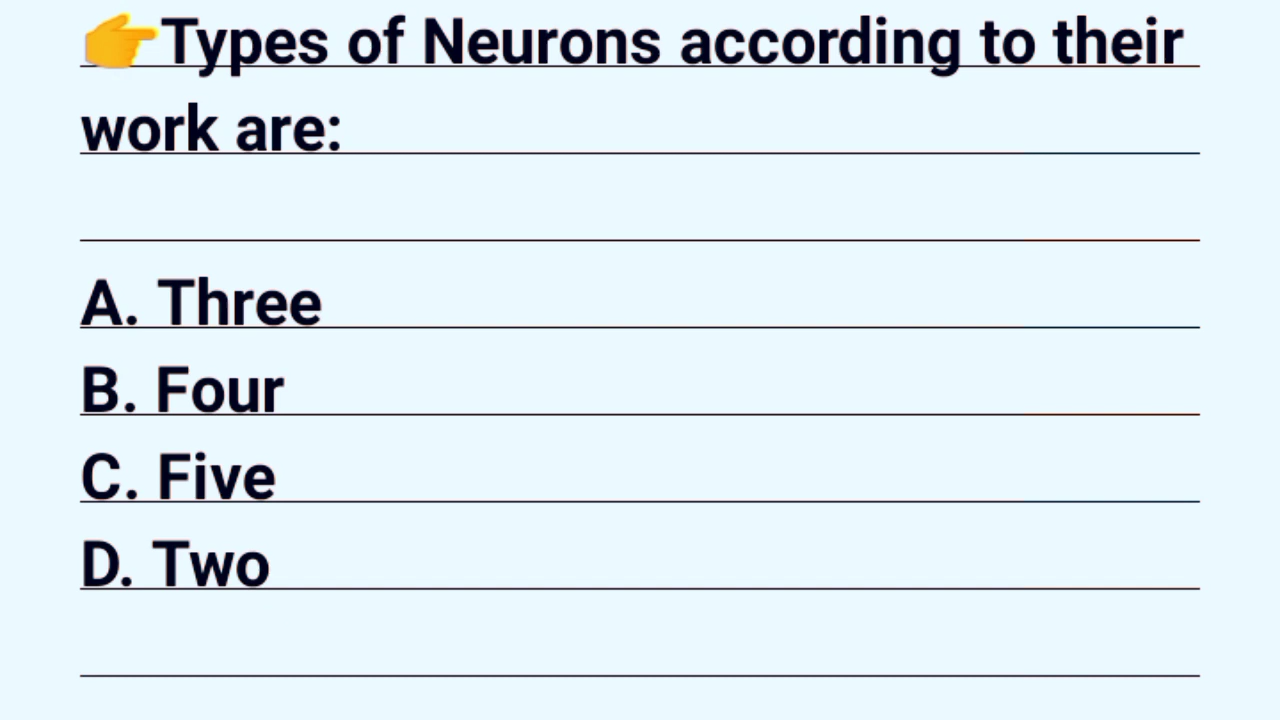 👉Types of Neurons according to their
work are:
A. Three
B. Four
C. Five
D. Two